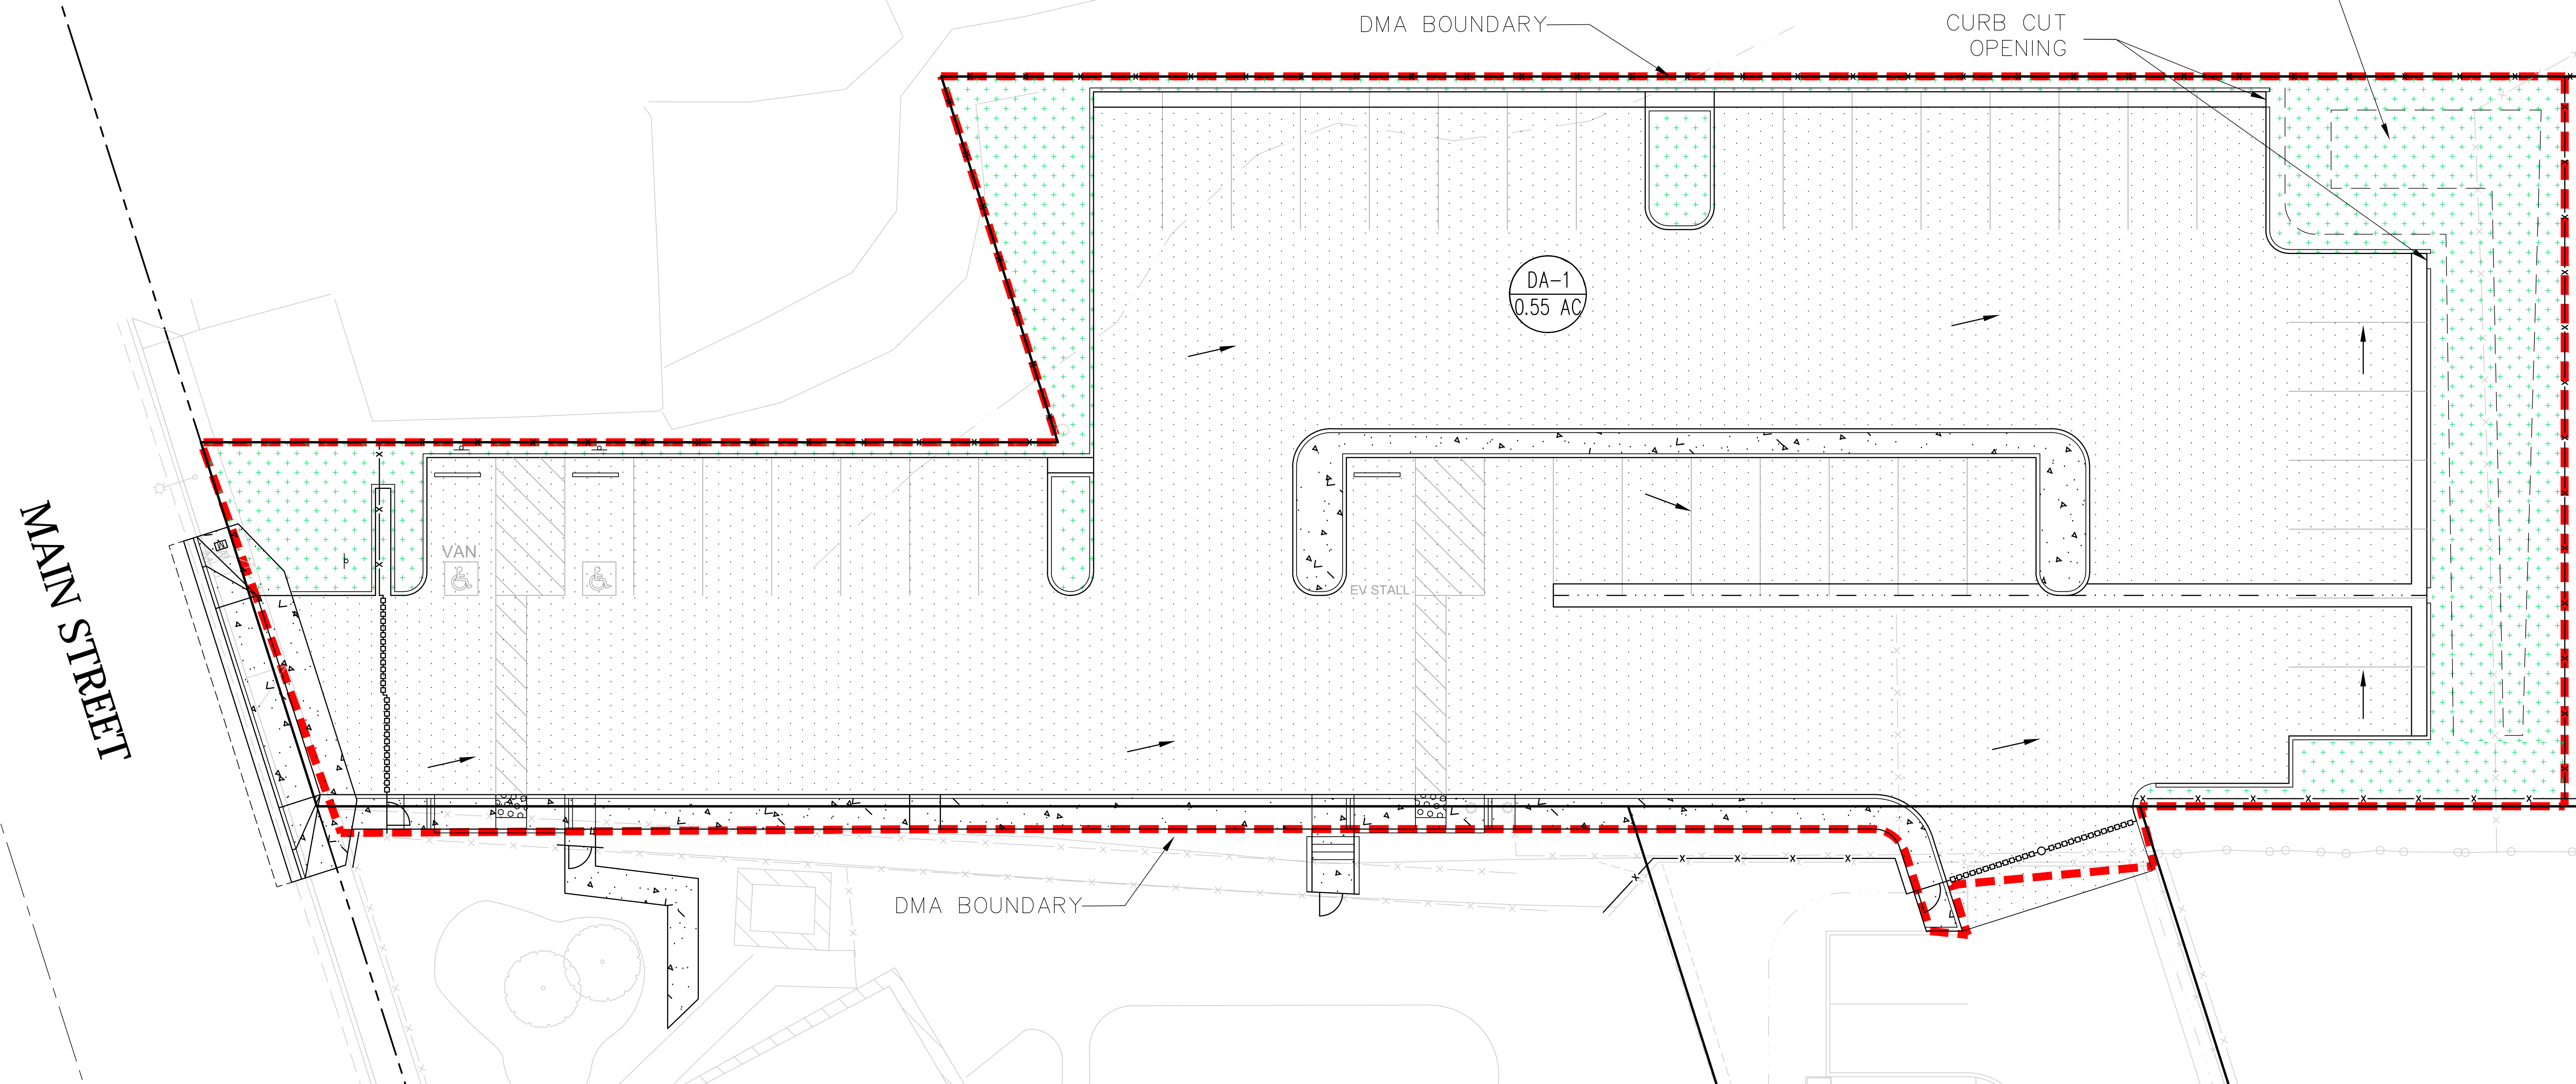 DMA BOUNDARY
CURB CUT
OPENING
DA-1
0.55 AC
MAIN STREET
VAN
EV STALL
DMA BOUNDARY